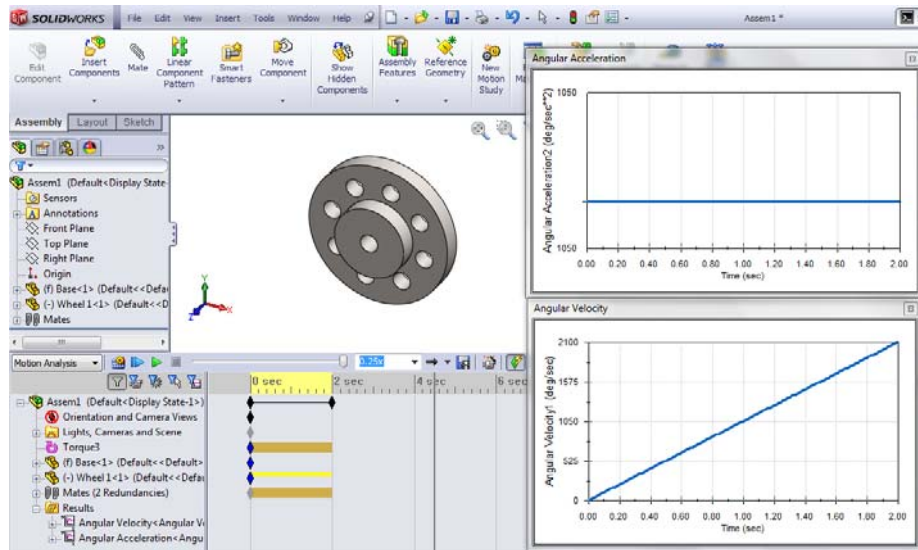 SOLIDWORKS File Edit View Insert Tools Window Help Assem1 *
Edit Component
Insert Components
Mate
Linear Component Pattern
Smart Fasteners
Move Component
Show Hidden Components
Assembly Features
Reference Geometry
New Motion Study
Assembly Layout Sketch
Assem1 (Default<Display State
Sensors
Annotations
Front Plane
Top Plane
Right Plane
Origin
(f) Base<1> (Default<<Defau
(-) Wheel 1<1> (Default<<D
Mates
Y
X
Z
Angular Acceleration
Angular Acceleration2 (deg/sec**2)
1050
1050
0.00 0.20 0.40 0.60 0.80 1.00 1.20 1.40 1.60 1.80 2.00
Time (sec)
Angular Velocity
Angular Velocity1 (deg/sec)
2100
1575
1050
525
0
0.00 0.20 0.40 0.60 0.80 1.00 1.20 1.40 1.60 1.80 2.00
Time (sec)
Motion Analysis 0.25x
0 sec 2 sec 4 sec 6 sec
Assem1 (Default<Display State-1>)
Orientation and Camera Views
Lights, Cameras and Scene
Torque3
(f) Base<1> (Default<<Default>
(-) Wheel 1<1> (Default<<Defau
Mates (2 Redundancies)
Results
Angular Velocity<Angular V
Angular Acceleration<Angu